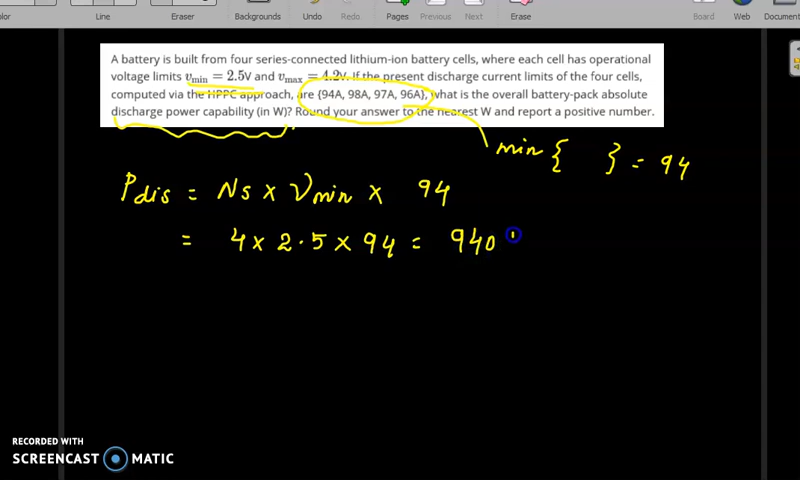 olor
Line
Eraser
Backgrounds
Undo
Redo
Pages
Previous
Next
Erase
Board
Web
Document
A battery is built from four series-connected lithium-ion battery cells, where each cell has operational
voltage limits vmin = 2.5V and vmax = 4.2V. If the present discharge current limits of the four cells,
computed via the HPPC approach, are {94A, 98A, 97A, 96A}, what is the overall battery-pack absolute
discharge power capability (in W)? Round your answer to the nearest W and report a positive number.
min { } = 94
Pdis = Ns x Vmin x 94
= 4 x 2.5 x 94 = 940
RECORDED WITH
SCREENCAST MATIC